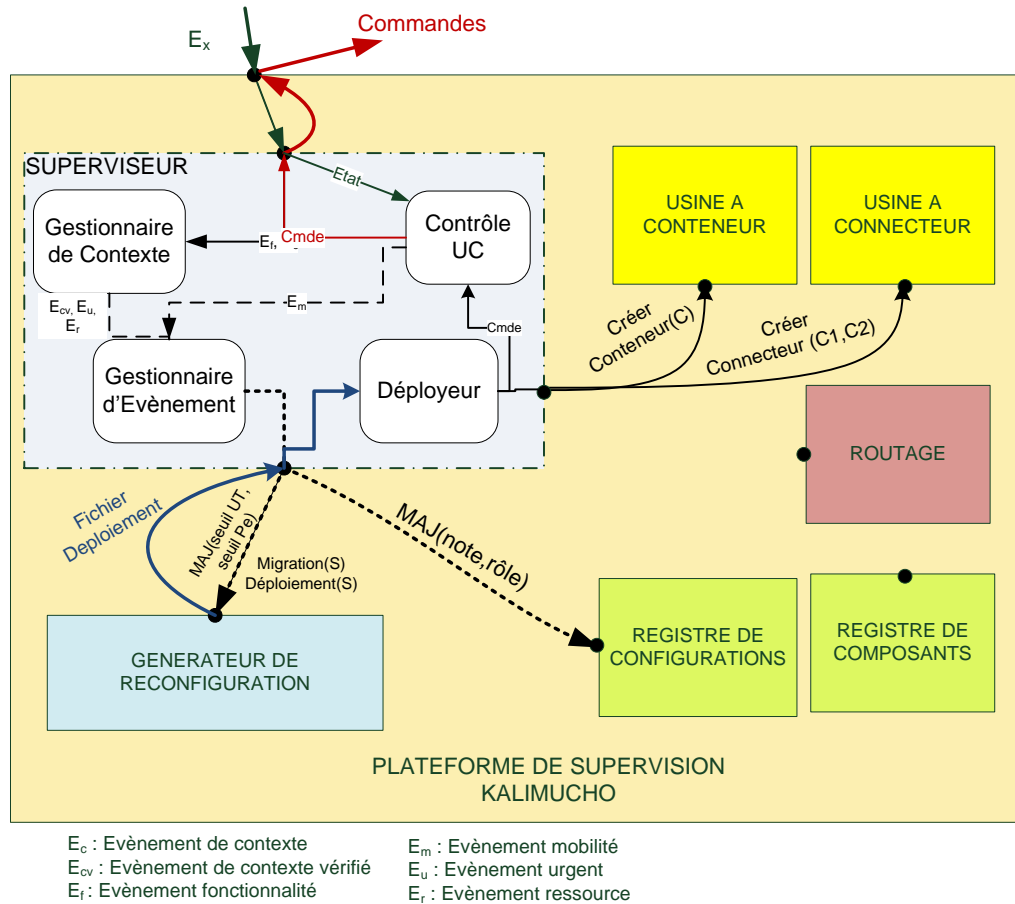 Commandes
Ex
SUPERVISEUR
Etat
Gestionnaire
de Contexte
Contrôle
UC
Ef,
Cmde
Ecv, Eu,
Er
Em
Cmde
Gestionnaire
d'Evènement
Déployeur
USINE A
CONTENEUR
USINE A
CONNECTEUR
Créer
Conteneur(C)
Créer
Connecteur (C1,C2)
ROUTAGE
Fichier
Deploiement
MAJ(seuil UT,
seuil Pe)
Migration(S)
Déploiement(S)
MAJ(note,rôle)
GENERATEUR DE
RECONFIGURATION
REGISTRE DE
CONFIGURATIONS
REGISTRE DE
COMPOSANTS
PLATEFORME DE SUPERVISION
KALIMUCHO
Ec : Evènement de contexte
Ecv : Evènement de contexte vérifié
Ef : Evènement fonctionnalité
Em : Evènement mobilité
Eu : Evènement urgent
Er : Evènement ressource